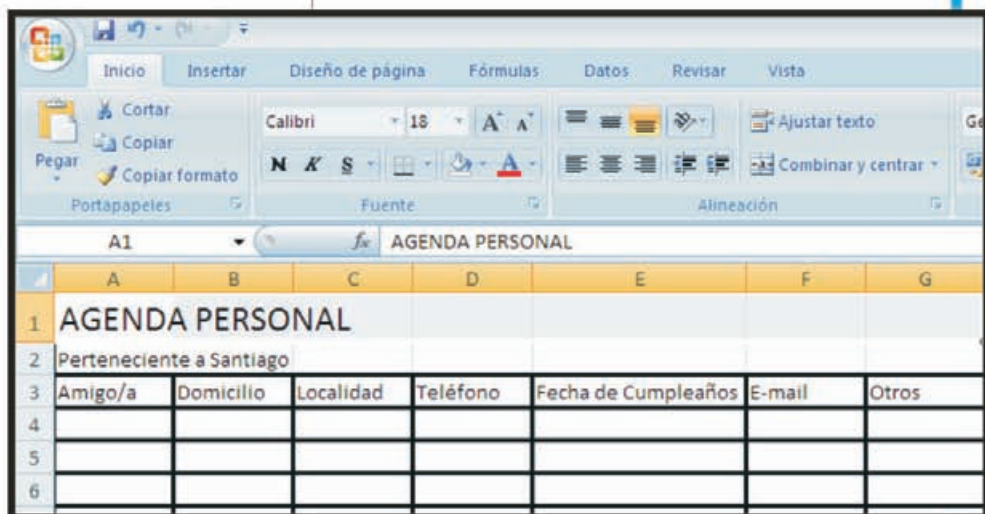 Inicio Insertar Diseño de página Fórmulas Datos Revisar Vista
Cortar
Copiar
Copiar formato
Pegar
Portapapeles
Calibri 18 A A
N K S A
Fuente
Ajustar texto
Combinar y centrar
Alineación
Ge
A1 fx AGENDA PERSONAL
A B C D E F G
1 AGENDA PERSONAL
2 Perteneciente a Santiago
3 Amigo/a Domicilio Localidad Teléfono Fecha de Cumpleaños E-mail Otros
4
5
6